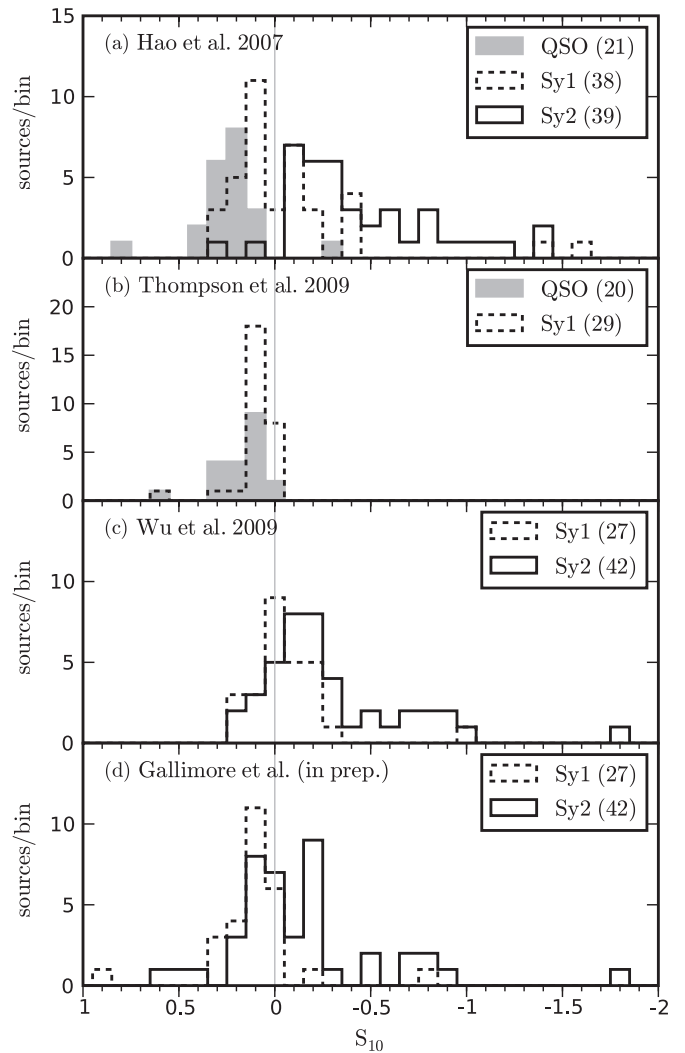 15
(a) Hao et al. 2007
QSO (21)
Sy1 (38)
Sy2 (39)
10
5
0
sources/bin
(b) Thompson et al. 2009
QSO (20)
Sy1 (29)
20
15
10
5
0
sources/bin
(c) Wu et al. 2009
Sy1 (27)
Sy2 (42)
10
5
0
sources/bin
(d) Gallimore et al. (in prep.)
Sy1 (27)
Sy2 (42)
10
5
0
sources/bin
1 0.5 0 -0.5 -1 -1.5 -2
S10